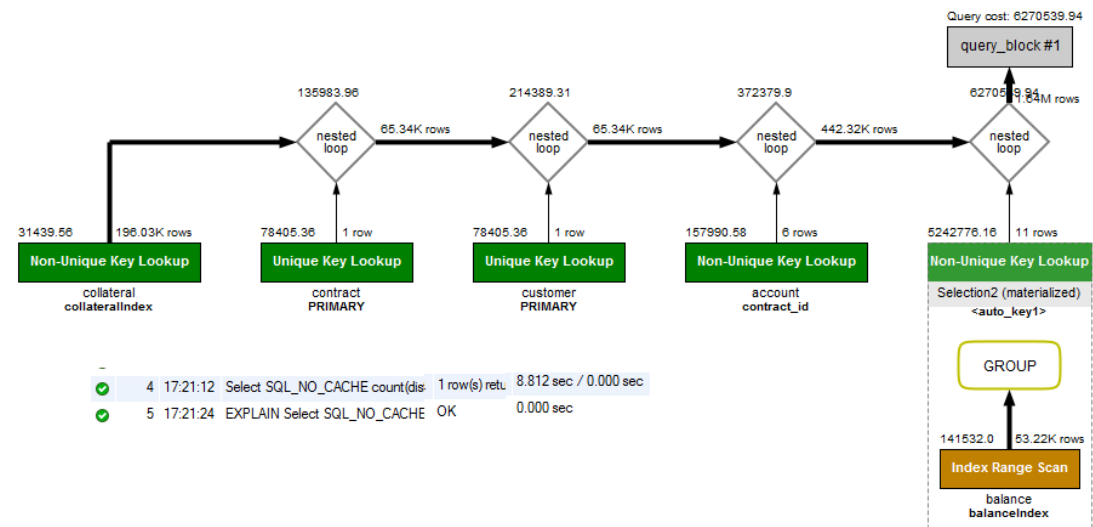 Query cost: 6270539.94
query_block #1
135983.96
214389.31
372379.9
6270539.94
1.64M rows
nested
loop
65.34K rows
nested
loop
65.34K rows
nested
loop
442.32K rows
nested
loop
31439.56
196.03K rows
78405.36
1 row
78405.36
1 row
157990.58
6 rows
5242776.16
11 rows
Non-Unique Key Lookup
Unique Key Lookup
Unique Key Lookup
Non-Unique Key Lookup
Non-Unique Key Lookup
collateral
collateralIndex
contract
PRIMARY
customer
PRIMARY
account
contract_id
Selection2 (materialized)
<auto_key1>
GROUP
4 17:21:12 Select SQL_NO_CACHE count(dis 1 row(s) retu 8.812 sec / 0.000 sec
5 17:21:24 EXPLAIN Select SQL_NO_CACHE OK 0.000 sec
141532.0
53.22K rows
Index Range Scan
balance
balanceIndex